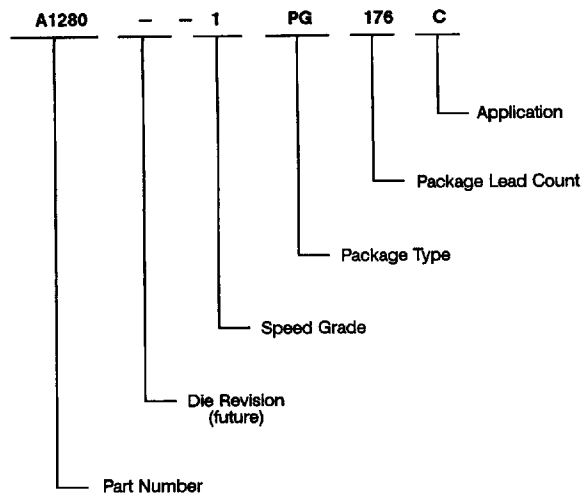 A1280 – – 1 PG 176 C
Application
Package Lead Count
Package Type
Speed Grade
Die Revision
(future)
Part Number